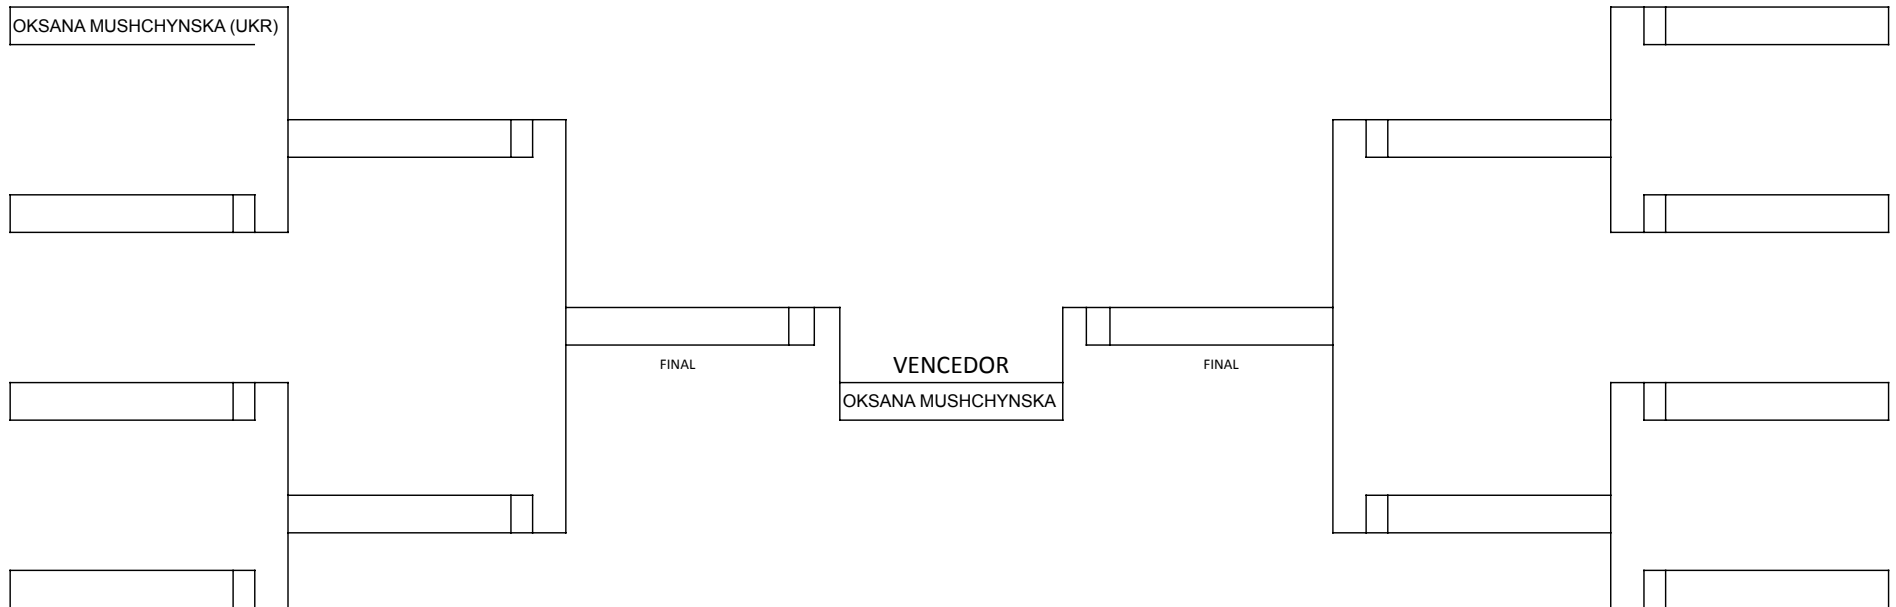 OKSANA MUSHCHYNSKA (UKR)
FINAL
VENCEDOR
FINAL
OKSANA MUSHCHYNSKA